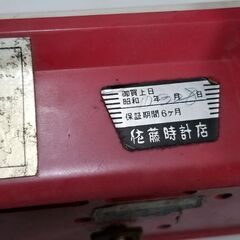 御買上日
昭和 年 月 日
保証期間6ヶ月
佐藤時計店